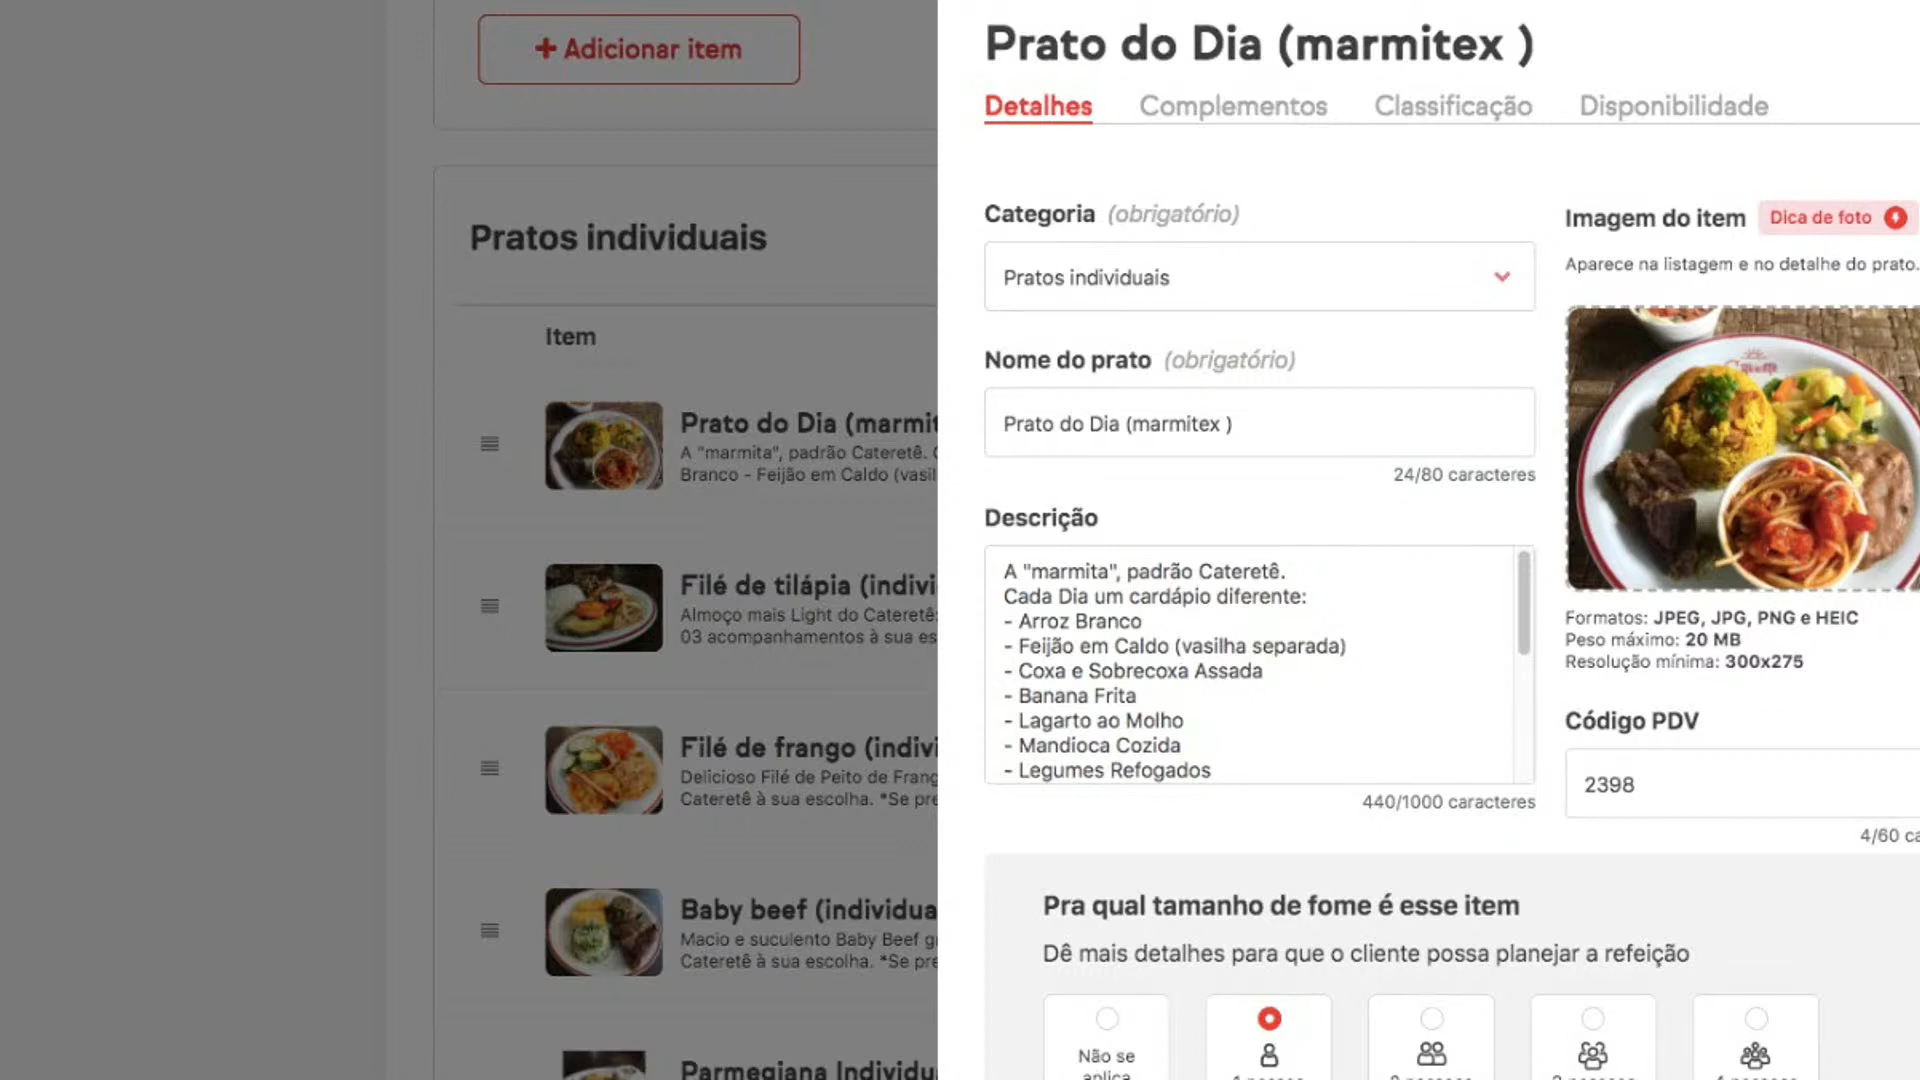 + Adicionar item
Pratos individuais
Item
Prato do Dia (marmit
A "marmita", padrão Cateretê.
Branco - Feijão em Caldo (vasil
Filé de tilápia (indivi
Almoço mais Light do Cateretê:
03 acompanhamentos à sua es
Filé de frango (indivi
Delicioso Filé de Peito de Frang
Cateretê à sua escolha. *Se pre
Baby beef (individua
Macio e suculento Baby Beef g
Cateretê à sua escolha. *Se pre
Parmegiana Individu
Prato do Dia (marmitex )
Detalhes
Complementos
Classificação
Disponibilidade
Categoria (obrigatório)
Pratos individuais
Nome do prato (obrigatório)
Prato do Dia (marmitex )
24/80 caracteres
Descrição
A "marmita", padrão Cateretê.
Cada Dia um cardápio diferente:
- Arroz Branco
- Feijão em Caldo (vasilha separada)
- Coxa e Sobrecoxa Assada
- Banana Frita
- Lagarto ao Molho
- Mandioca Cozida
- Legumes Refogados
440/1000 caracteres
Imagem do item
Dica de foto
Aparece na listagem e no detalhe do prato.
Formatos: JPEG, JPG, PNG e HEIC
Peso máximo: 20 MB
Resolução mínima: 300x275
Código PDV
2398
4/60 ca
Pra qual tamanho de fome é esse item
Dê mais detalhes para que o cliente possa planejar a refeição
Não se
aplica